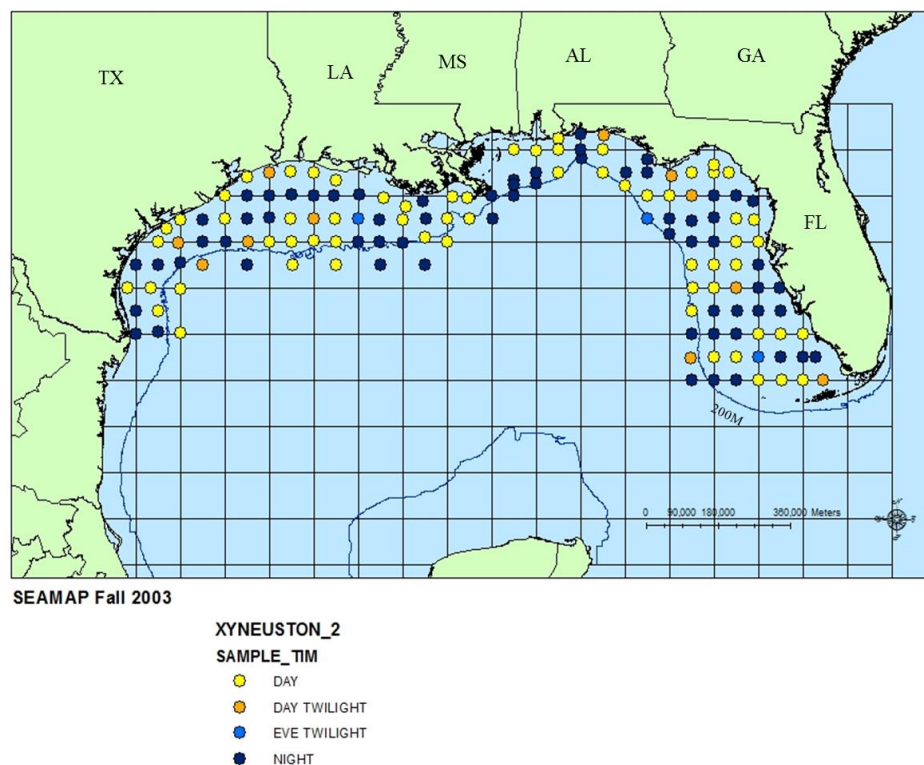 GA
AL
MS
LA
TX
FL
200M
0 90,000 180,000 360,000 Meters
SEAMAP Fall 2003
XYNEUSTON_2
SAMPLE_TIM
DAY
DAY TWILIGHT
EVE TWILIGHT
NIGHT